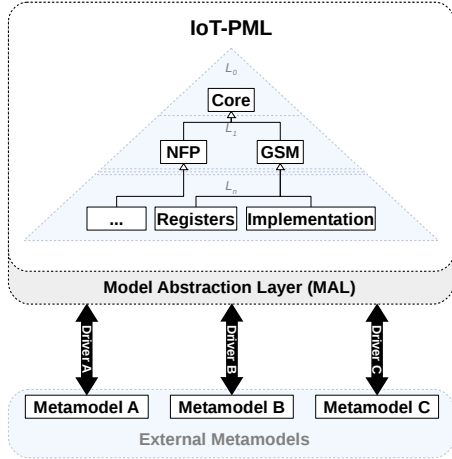 IoT-PML
L0
Core
L1
NFP GSM
Ln
... Registers Implementation
Model Abstraction Layer (MAL)
Driver A Driver B Driver C
Metamodel A Metamodel B Metamodel C
External Metamodels